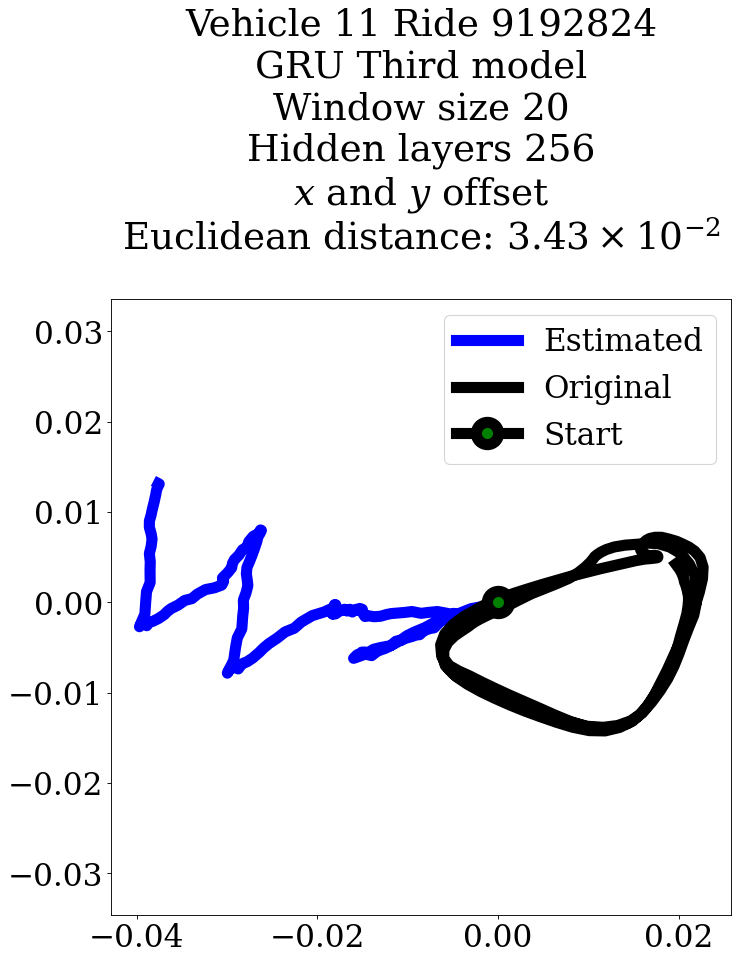 Vehicle 11 Ride 9192824
GRU Third model
Window size 20
Hidden layers 256
x and y offset
Euclidean distance: 3.43 × 10⁻²
Estimated
Original
Start
0.03
0.02
0.01
0.00
−0.01
−0.02
−0.03
−0.04 −0.02 0.00 0.02